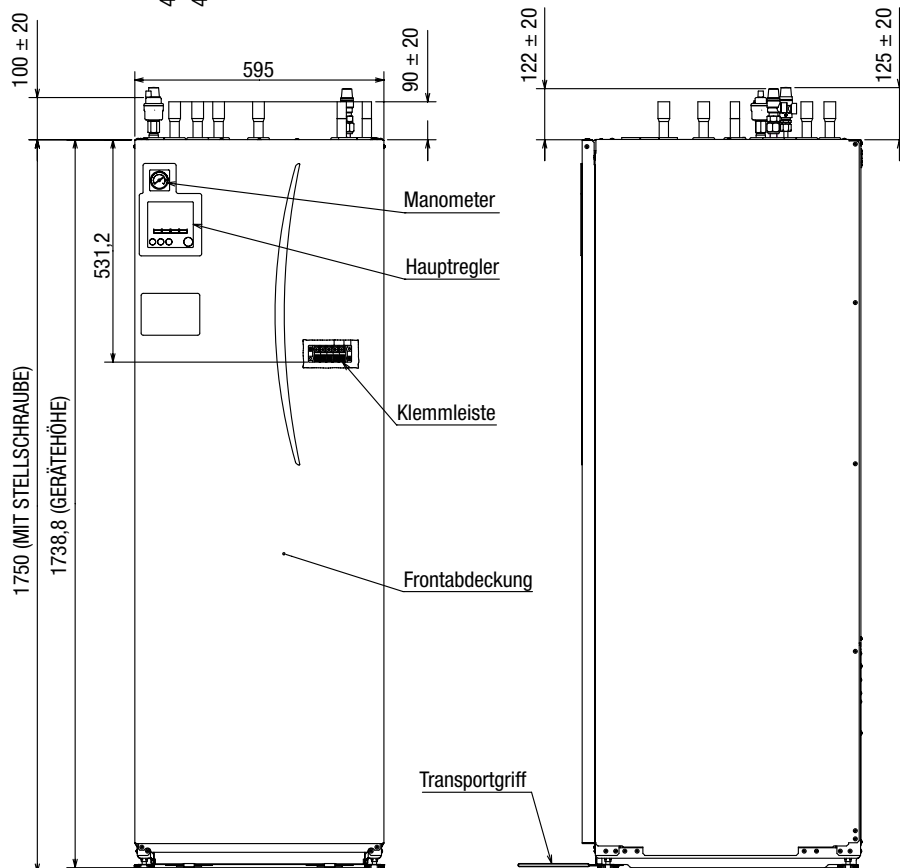 100 ± 20
595
90 ± 20
122 ± 20
125 ± 20
Manometer
531,2
Hauptregler
Klemmleiste
1750 (MIT STELLSCHRAUBE)
1738,8 (GERÄTEHÖHE)
Frontabdeckung
Transportgriff